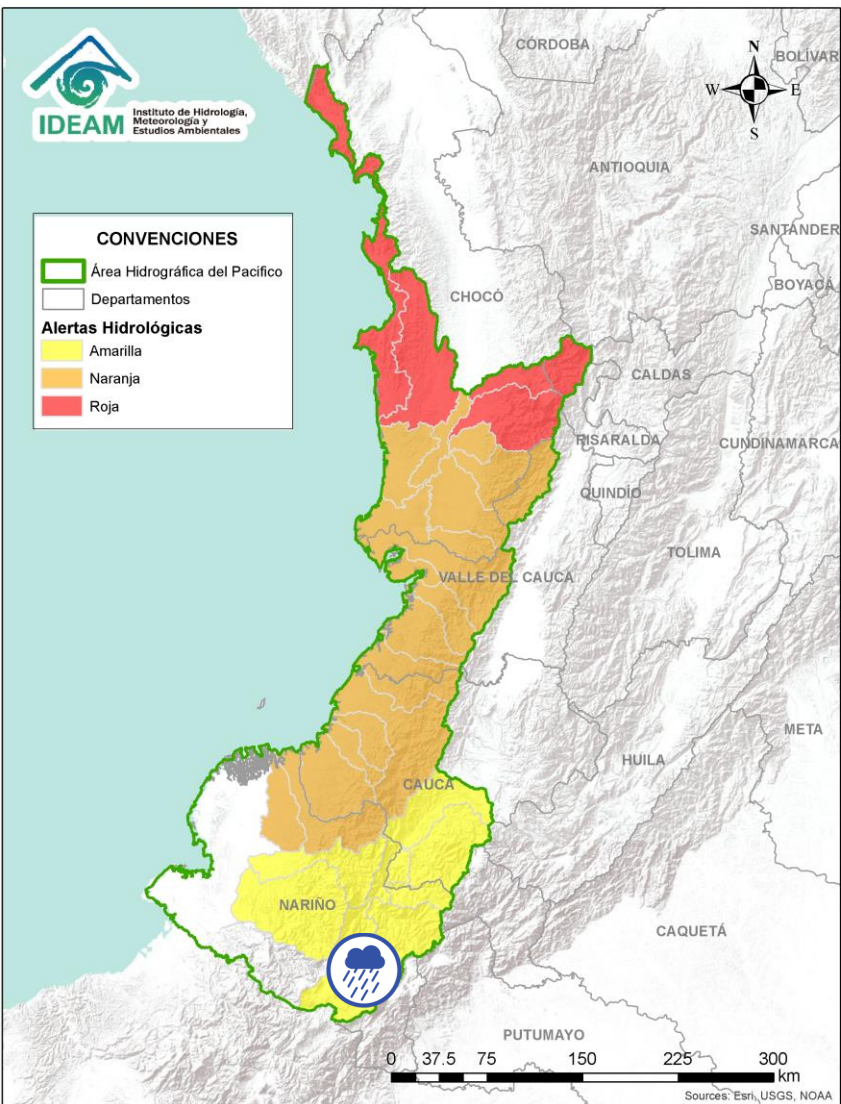 IDEAM
Instituto de Hidrología,
Meteorología y
Estudios Ambientales
N
W
E
S
CONVENCIONES
Área Hidrográfica del Pacifico
Departamentos
Alertas Hidrológicas
Amarilla
Naranja
Roja
CÓRDOBA
BOLÍVAR
ANTIOQUIA
SANTANDER
BOYACÁ
CHOCÓ
CALDAS
RISARALDA
CUNDINAMARCA
QUINDÍO
TOLIMA
VALLE DEL CAUCA
META
HUILA
CAUCA
NARIÑO
CAQUETÁ
PUTUMAYO
0 37.5 75 150 225 300
km
Sources: Esri, USGS, NOAA